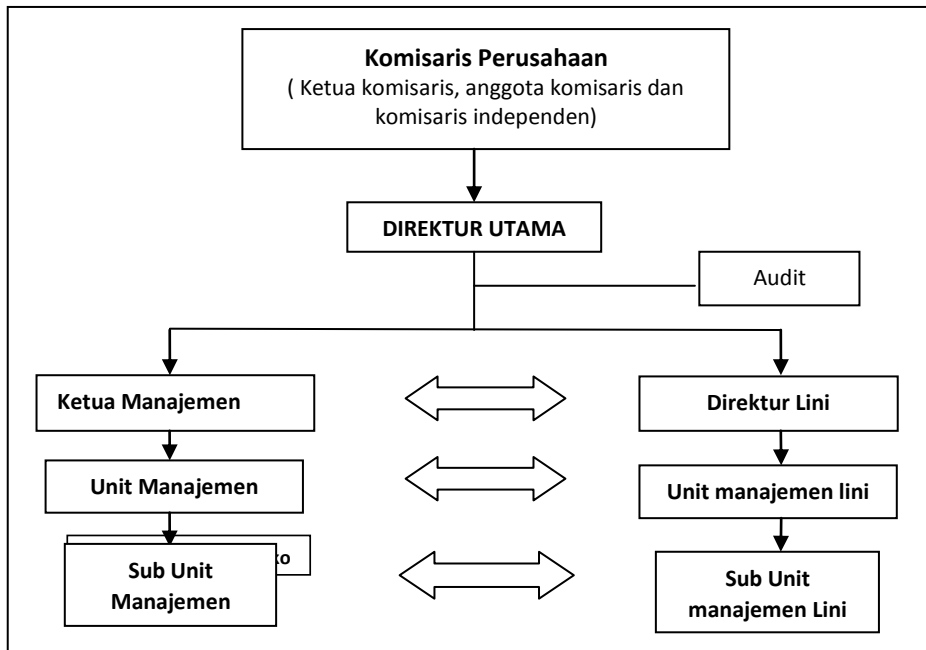 Komisaris Perusahaan
( Ketua komisaris, anggota komisaris dan
komisaris independen)
DIREKTUR UTAMA
Audit
Ketua Manajemen
Direktur Lini
Unit Manajemen
Unit manajemen lini
Sub Unit
Manajemen
Sub Unit
manajemen Lini